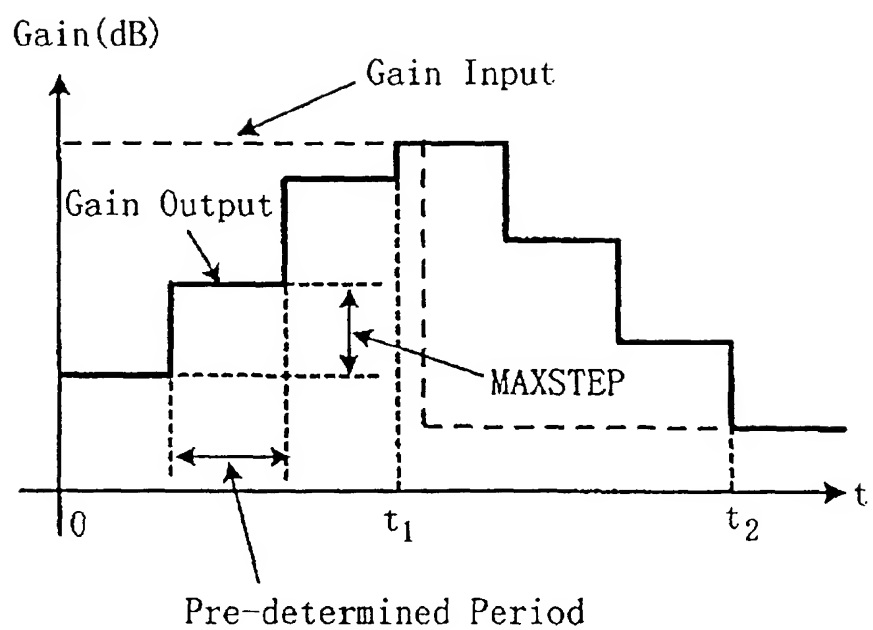 Gain(dB)
Gain Input
Gain Output
MAXSTEP
t
0
t1
t2
Pre-determined Period